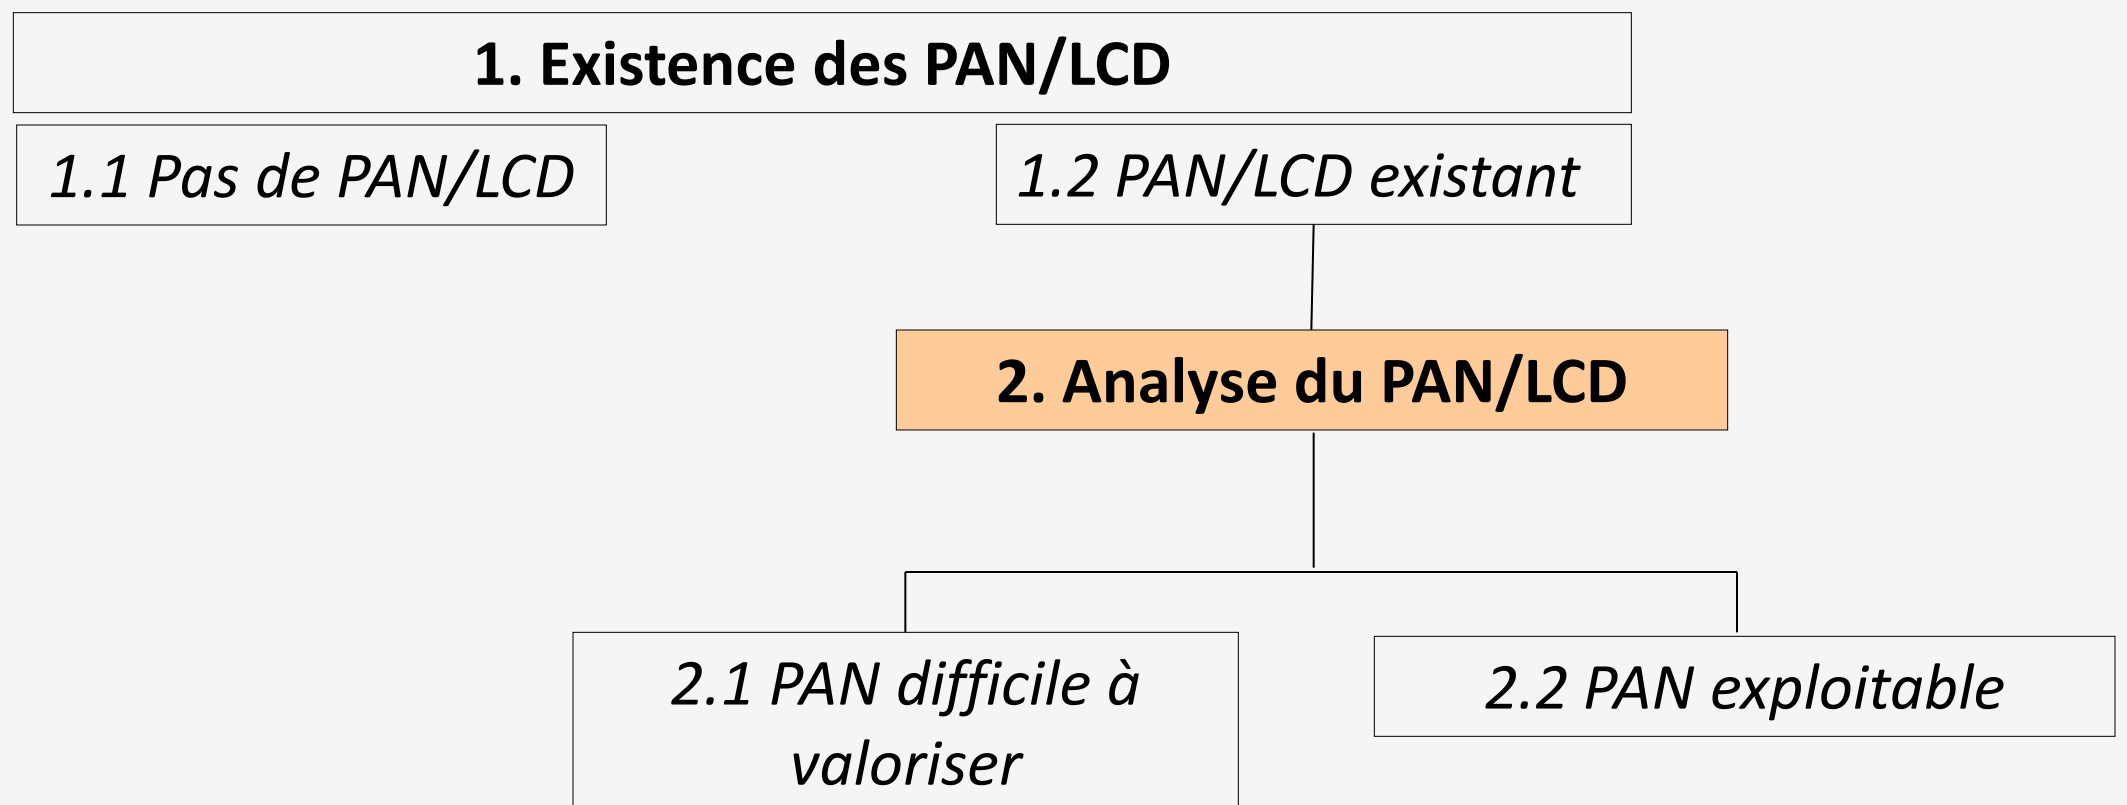 1. Existence des PAN/LCD
1.1 Pas de PAN/LCD
1.2 PAN/LCD existant
2. Analyse du PAN/LCD
2.1 PAN difficile à
valoriser
2.2 PAN exploitable